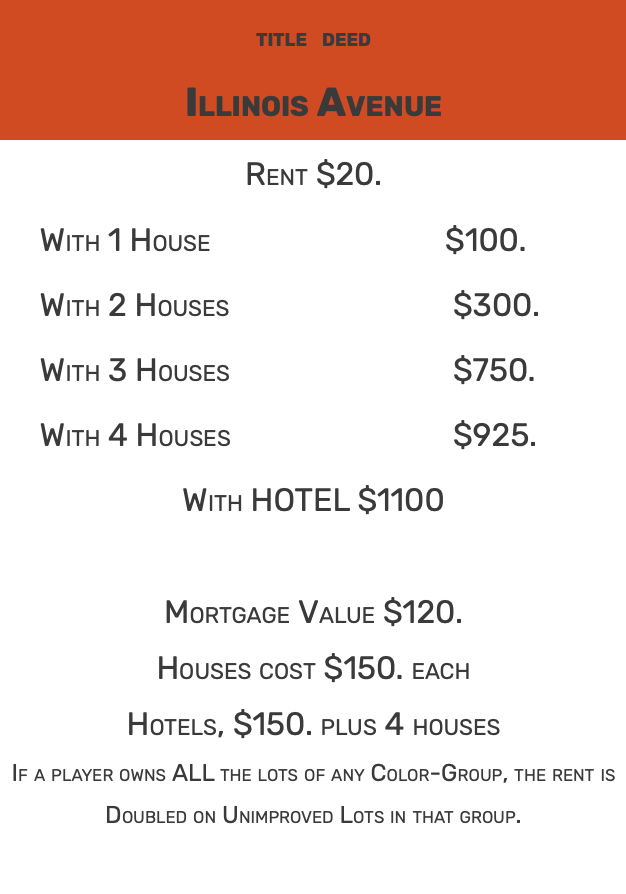 TITLE DEED
Illinois Avenue
Rent $20.
With 1 House $100.
With 2 Houses $300.
With 3 Houses $750.
With 4 Houses $925.
With HOTEL $1100
Mortgage Value $120.
Houses cost $150. each
Hotels, $150. plus 4 houses
If a player owns ALL the lots of any Color-Group, the rent is
Doubled on Unimproved Lots in that group.